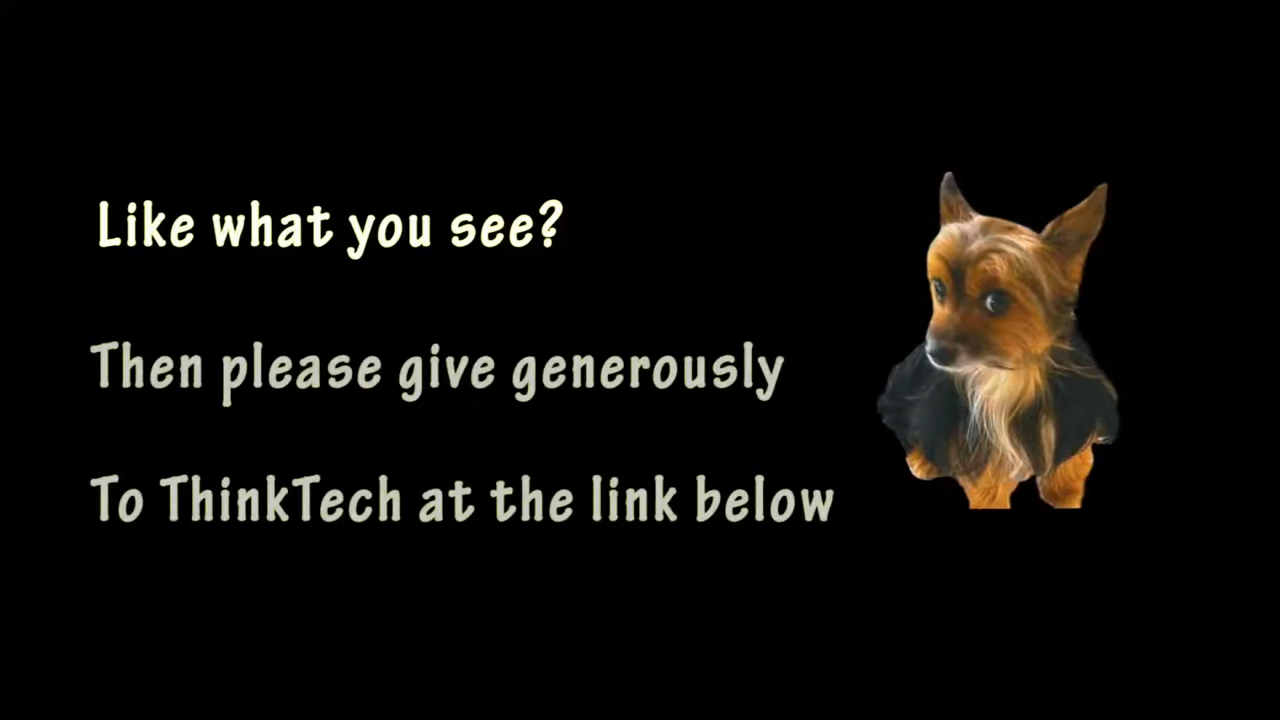 Like what you see?
Then please give generously
To ThinkTech at the link below